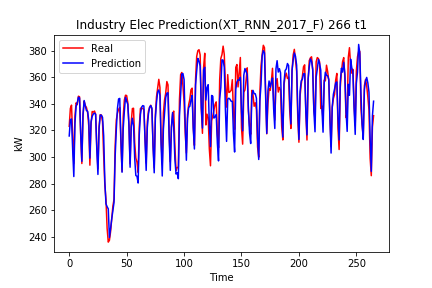 Industry Elec Prediction(XT_RNN_2017_F) 266 t1
Real
Prediction
kW
380
360
340
320
300
280
260
240
0 50 100 150 200 250
Time